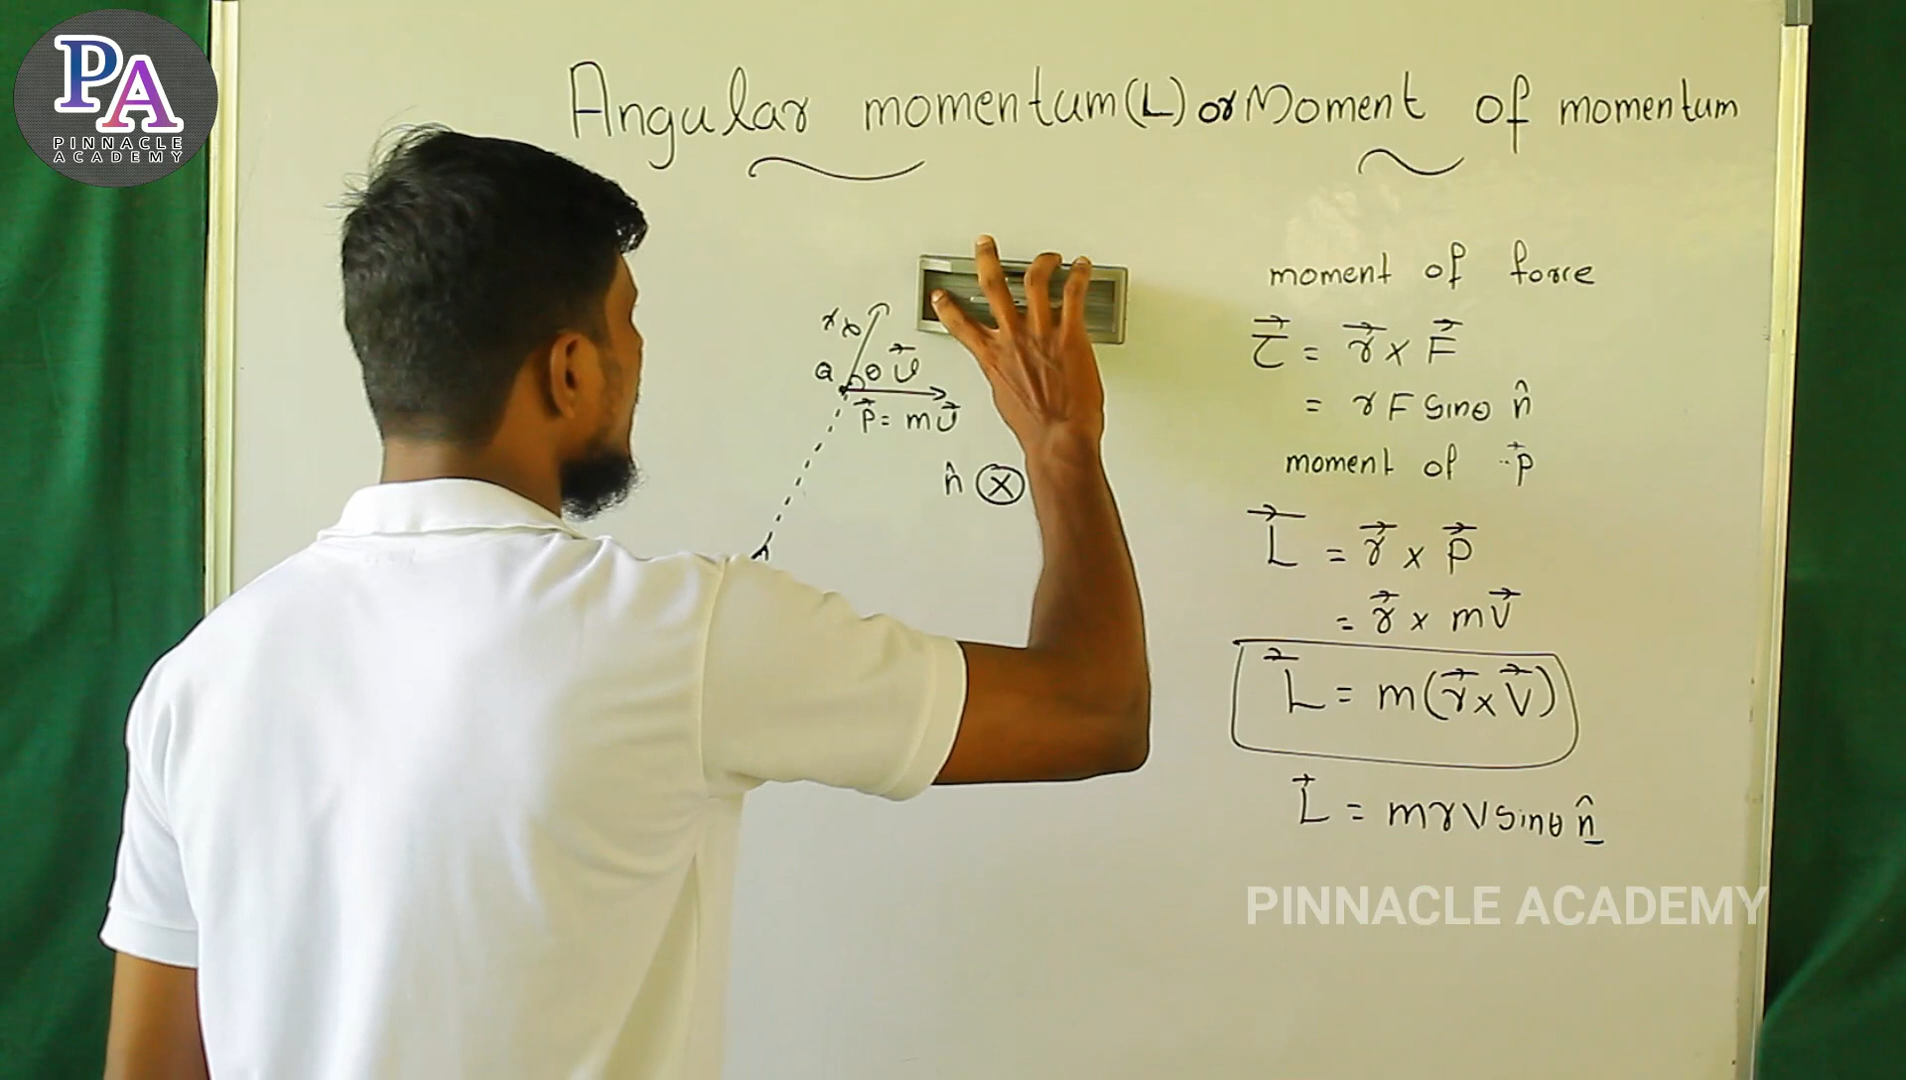 PA
PINNACLE
ACADEMY
Angular momentum (L) or Moment of momentum
Q θ v⃗
P⃗ = mv⃗
n̂ ⊗
moment of force
τ⃗ = r⃗ × F⃗
= r F sinθ n̂
moment of p⃗
L⃗ = r⃗ × p⃗
= r⃗ × mv⃗
L⃗ = m(r⃗ × v⃗)
L⃗ = mrv sinθ n̂
PINNACLE ACADEMY